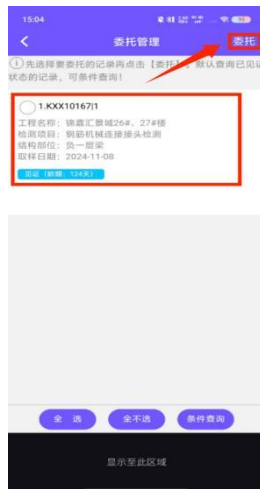 15:04
委托管理
委托
①先选择要委托的记录再点击【委托】，默认查询已见证
状态的记录，可条件查询！
1.KXX10167|1
工程名称：锦嘉汇景城26#、27#楼
检测项目：钢筋机械连接接头检测
结构部位：负一层梁
取样日期：2024-11-08
见证（龄期：124天）
全 选
全不选
条件查询
显示至此区域